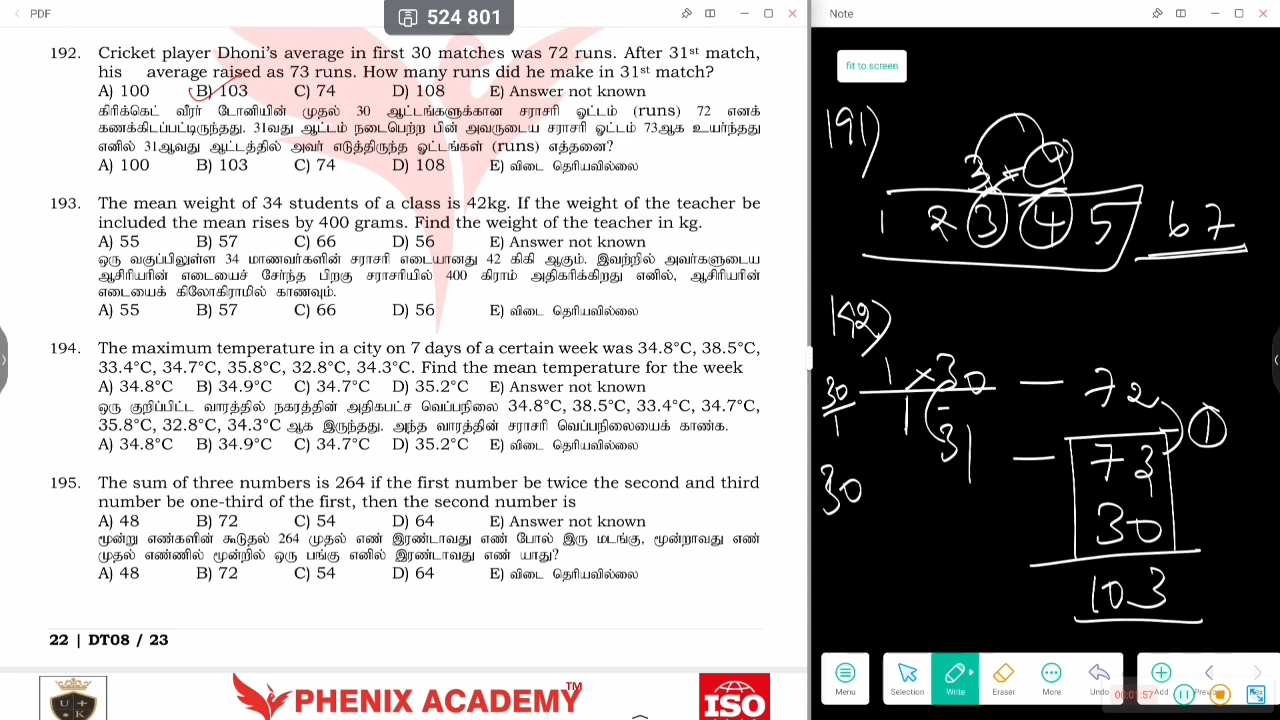 PDF
524 801
Note
192. Cricket player Dhoni's average in first 30 matches was 72 runs. After 31st match,
his average raised as 73 runs. How many runs did he make in 31st match?
A) 100 B) 103 C) 74 D) 108 E) Answer not known
கிரிக்கெட் வீரர் டோனியின் முதல் 30 ஆட்டங்களுக்கான சராசரி ஓட்டம் (runs) 72 எனக்
கணக்கிடப்பட்டிருந்தது. 31வது ஆட்டம் நடைபெற்ற பின் அவருடைய சராசரி ஓட்டம் 73ஆக உயர்ந்தது
எனில் 31ஆவது ஆட்டத்தில் அவர் எடுத்திருந்த ஓட்டங்கள் (runs) எத்தனை?
A) 100 B) 103 C) 74 D) 108 E) விடை தெரியவில்லை
193. The mean weight of 34 students of a class is 42kg. If the weight of the teacher be
included the mean rises by 400 grams. Find the weight of the teacher in kg.
A) 55 B) 57 C) 66 D) 56 E) Answer not known
ஒரு வகுப்பிலுள்ள 34 மாணவர்களின் சராசரி எடையானது 42 கிகி ஆகும். இவற்றில் அவர்களுடைய
ஆசிரியரின் எடையைச் சேர்ந்த பிறகு சராசரியில் 400 கிராம் அதிகரிக்கிறது எனில், ஆசிரியரின்
எடையைக் கிலோகிராமில் காணவும்.
A) 55 B) 57 C) 66 D) 56 E) விடை தெரியவில்லை
194. The maximum temperature in a city on 7 days of a certain week was 34.8°C, 38.5°C,
33.4°C, 34.7°C, 35.8°C, 32.8°C, 34.3°C. Find the mean temperature for the week
A) 34.8°C B) 34.9°C C) 34.7°C D) 35.2°C E) Answer not known
ஒரு குறிப்பிட்ட வாரத்தில் நகரத்தின் அதிகபட்ச வெப்பநிலை 34.8°C, 38.5°C, 33.4°C, 34.7°C,
35.8°C, 32.8°C, 34.3°C ஆக இருந்தது. அந்த வாரத்தின் சராசரி வெப்பநிலையைக் காண்க.
A) 34.8°C B) 34.9°C C) 34.7°C D) 35.2°C E) விடை தெரியவில்லை
195. The sum of three numbers is 264 if the first number be twice the second and third
number be one-third of the first, then the second number is
A) 48 B) 72 C) 54 D) 64 E) Answer not known
மூன்று எண்களின் கூடுதல் 264 முதல் எண் இரண்டாவது எண் போல் இரு மடங்கு, மூன்றாவது எண்
முதல் எண்ணில் மூன்றில் ஒரு பங்கு எனில் இரண்டாவது எண் யாது?
A) 48 B) 72 C) 54 D) 64 E) விடை தெரியவில்லை
22 | DT08 / 23
U + K
PHENIX ACADEMY™
ISO
fit to screen
191)
3 × 4
1 2 3 4 5 67
192)
30/1 1 × 30 — 72
1 1
31 — 73
30 30
103
Menu Selection Write Eraser More Undo Add
00:01:57